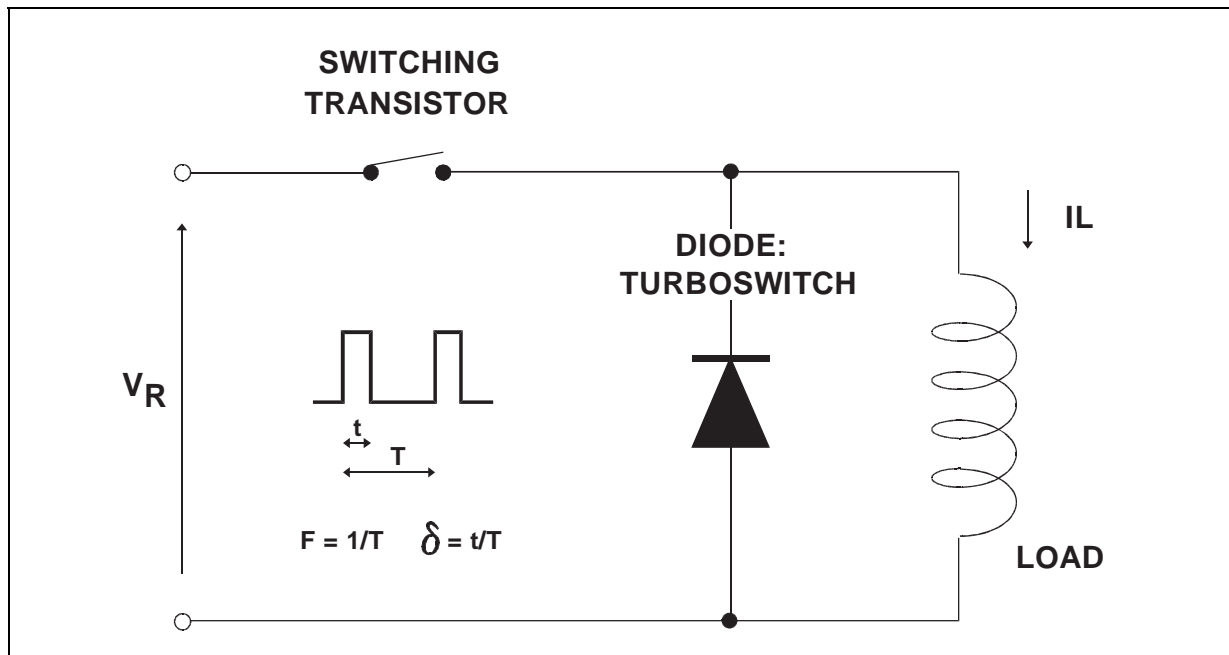 SWITCHING
TRANSISTOR
IL
DIODE:
TURBOSWITCH
VR
t
T
F = 1/T δ = t/T
LOAD